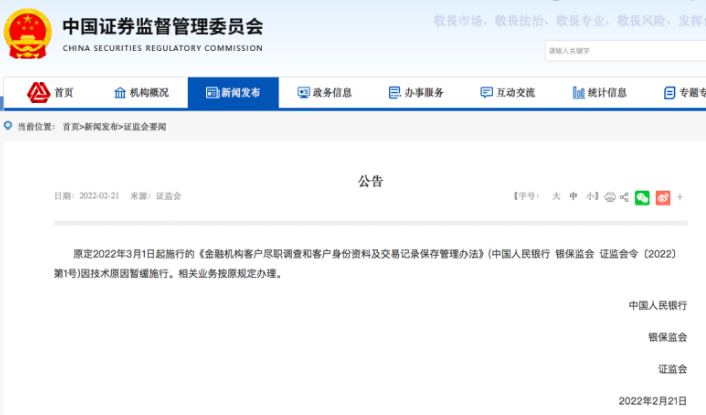 中国证券监督管理委员会
CHINA SECURITIES REGULATORY COMMISSION
敬畏市场、敬畏法治、敬畏专业、敬畏风险、发挥
请输入关键字
首页 机构概况 新闻发布 政务信息 办事服务 互动交流 统计信息 专题
当前位置： 首页>新闻发布>证监会要闻
公告
日期：2022-02-21 来源：证监会 【字号： 大 中 小】
原定2022年3月1日起施行的《金融机构客户尽职调查和客户身份资料及交易记录保存管理办法》(中国人民银行 银保监会 证监会令〔2022〕
第1号)因技术原因暂缓施行。相关业务按原规定办理。
中国人民银行
银保监会
证监会
2022年2月21日